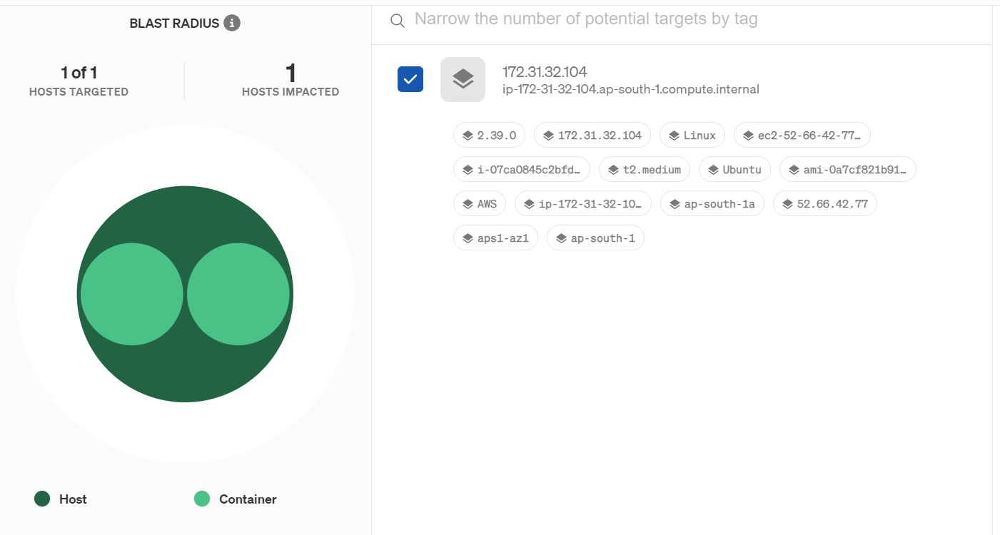 BLAST RADIUS
1 of 1
HOSTS TARGETED
1
HOSTS IMPACTED
Host
Container
Narrow the number of potential targets by tag
172.31.32.104
ip-172-31-32-104.ap-south-1.compute.internal
2.39.0 172.31.32.104 Linux ec2-52-66-42-77…
i-07ca0845c2bfd… t2.medium Ubuntu ami-0a7cf821b91…
AWS ip-172-31-32-10… ap-south-1a 52.66.42.77
aps1-az1 ap-south-1